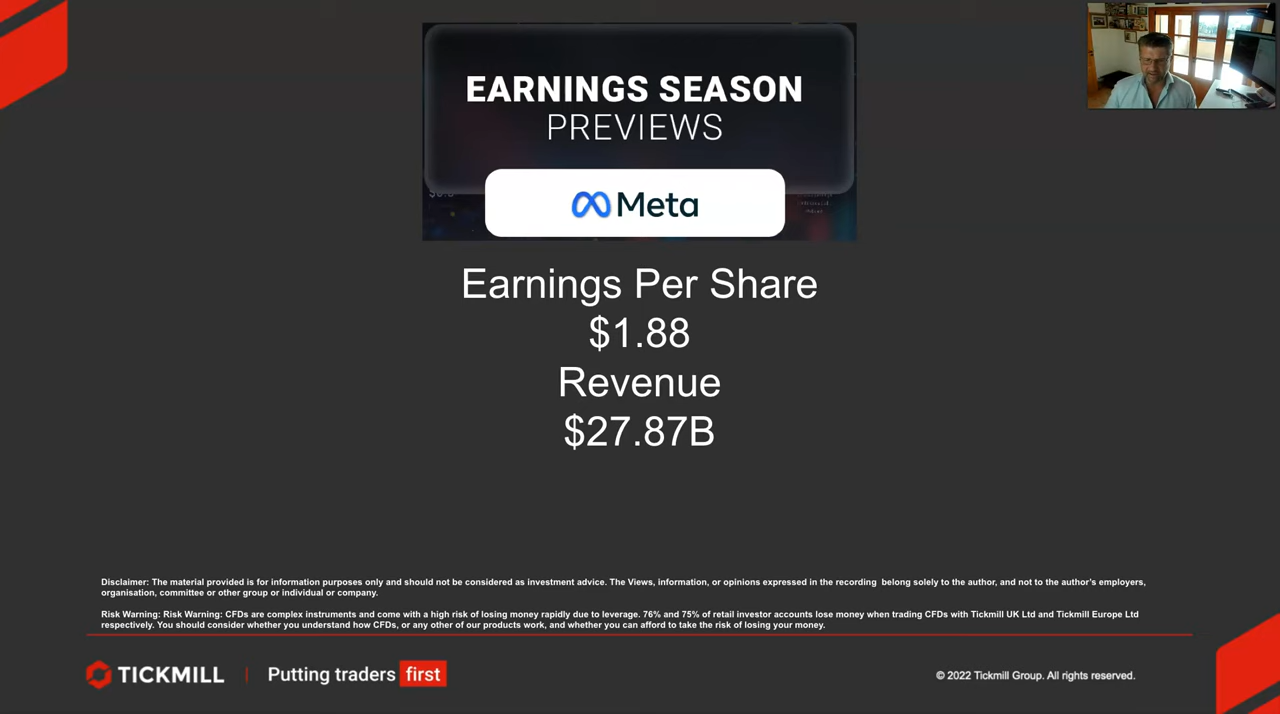 EARNINGS SEASON
PREVIEWS
Meta
Earnings Per Share
$1.88
Revenue
$27.87B
Disclaimer: The material provided is for information purposes only and should not be considered as investment advice. The Views, information, or opinions expressed in the recording belong solely to the author, and not to the author's employers,
organisation, committee or other group or individual or company.
Risk Warning: Risk Warning: CFDs are complex instruments and come with a high risk of losing money rapidly due to leverage. 76% and 75% of retail investor accounts lose money when trading CFDs with Tickmill UK Ltd and Tickmill Europe Ltd
respectively. You should consider whether you understand how CFDs, or any other of our products work, and whether you can afford to take the risk of losing your money.
TICKMILL | Putting traders first
© 2022 Tickmill Group. All rights reserved.